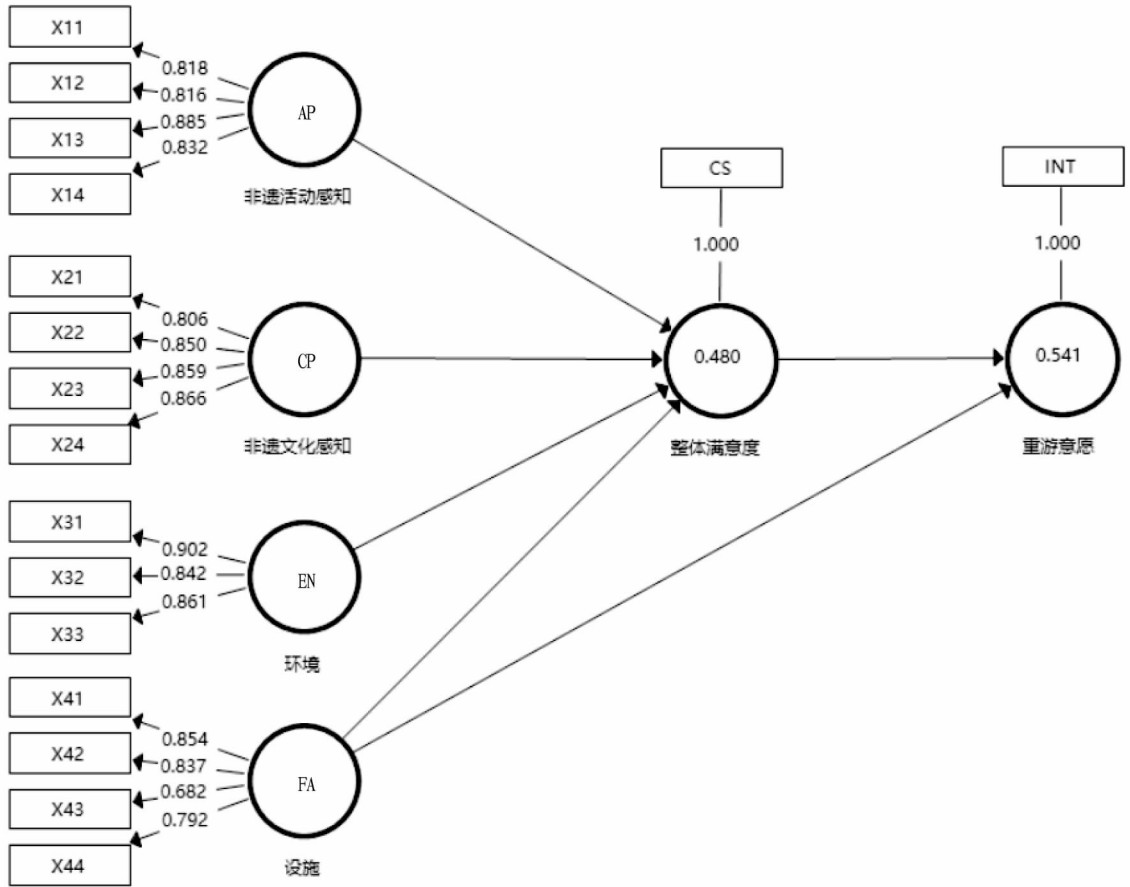 X11
0.818
X12
0.816
X13
0.885
X14
0.832
AP
非遗活动感知
X21
0.806
X22
0.850
X23
0.859
X24
0.866
CP
非遗文化感知
X31
0.902
X32
0.842
X33
0.861
EN
环境
X41
0.854
X42
0.837
X43
0.682
X44
0.792
FA
设施
CS
1.000
0.480
整体满意度
INT
1.000
0.541
重游意愿